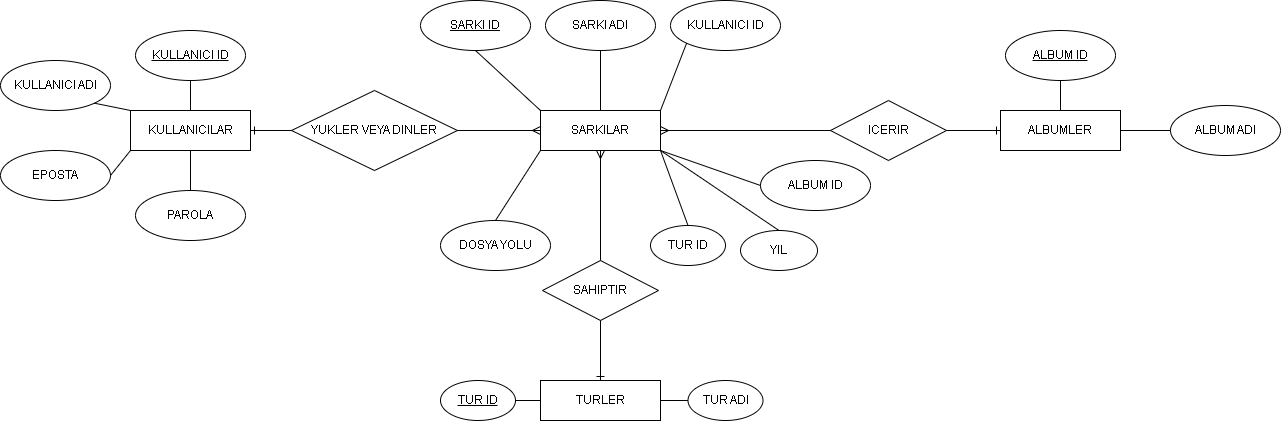 SARKI ID
SARKI ADI
KULLANICI ID
KULLANICI ID
ALBUM ID
KULLANICI ADI
KULLANICILAR
YUKLER VEYA DINLER
SARKILAR
ICERIR
ALBUMLER
ALBUM ADI
EPOSTA
ALBUM ID
PAROLA
DOSYA YOLU
TUR ID
YIL
SAHIPTIR
TUR ID
TURLER
TUR ADI